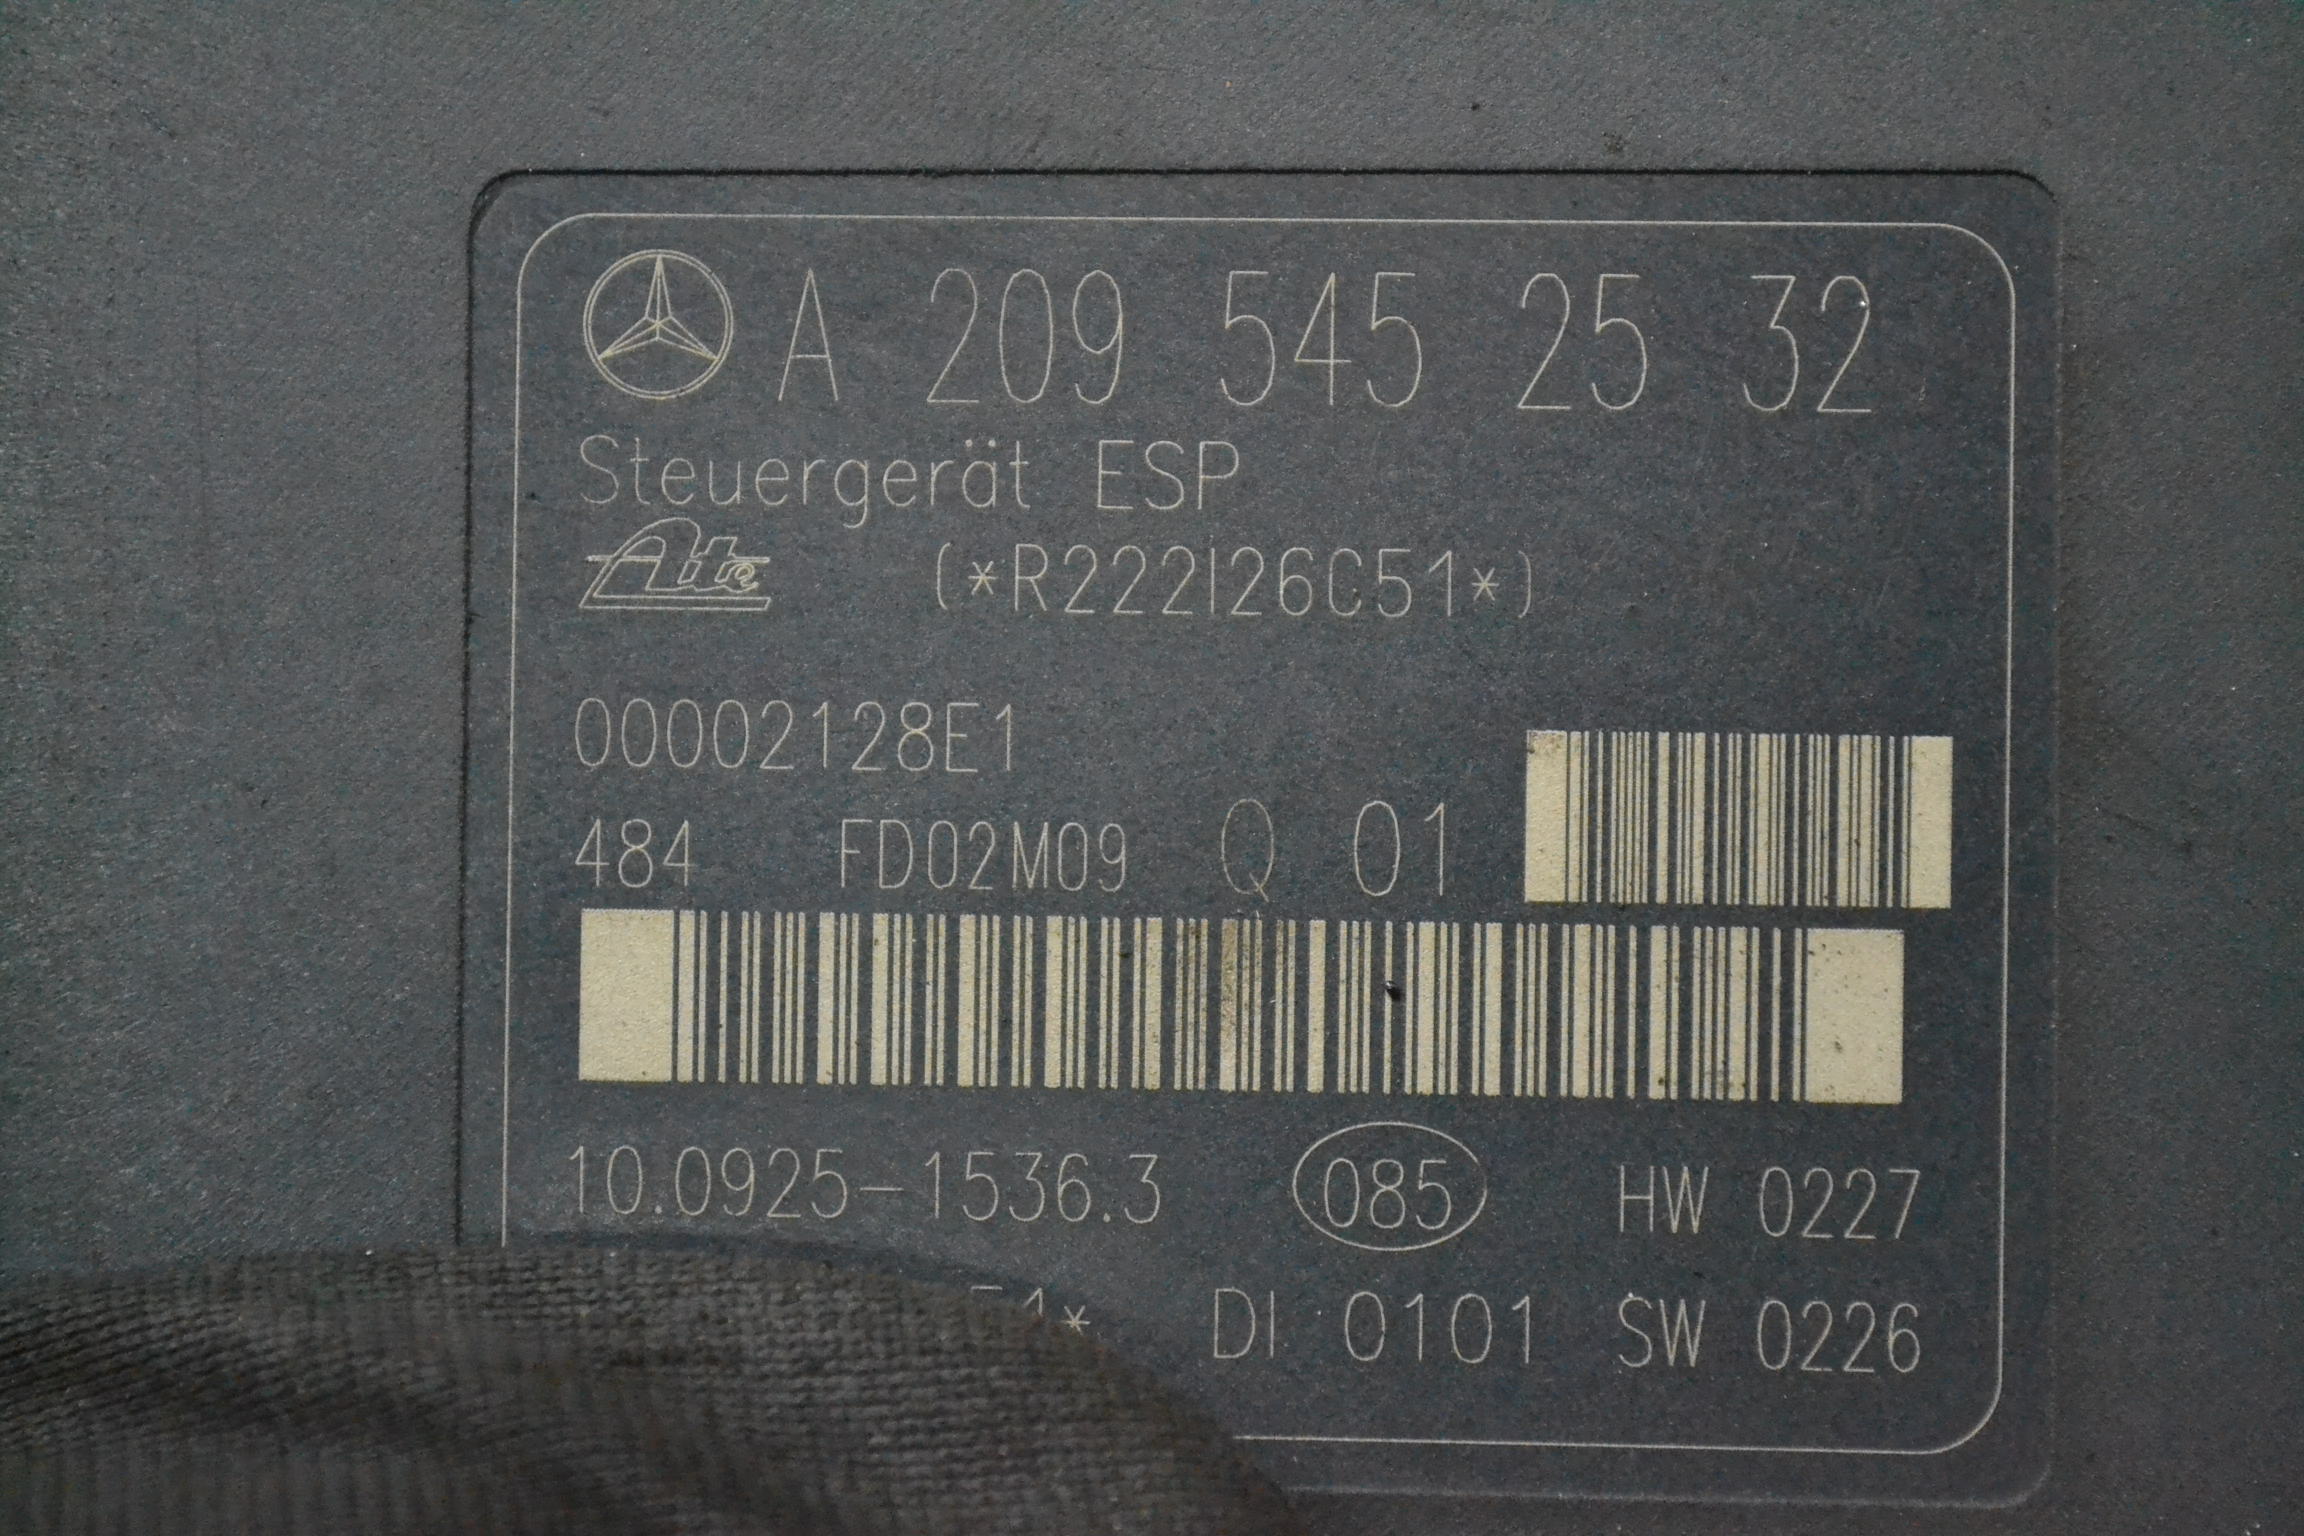 A 209 545 25 32
Steuergerät ESP
Ate (*R222I26C51*)
00002128E1
484 FD02M09 Q 01
10.0925-1536.3 085 HW 0227
DI 0101 SW 0226